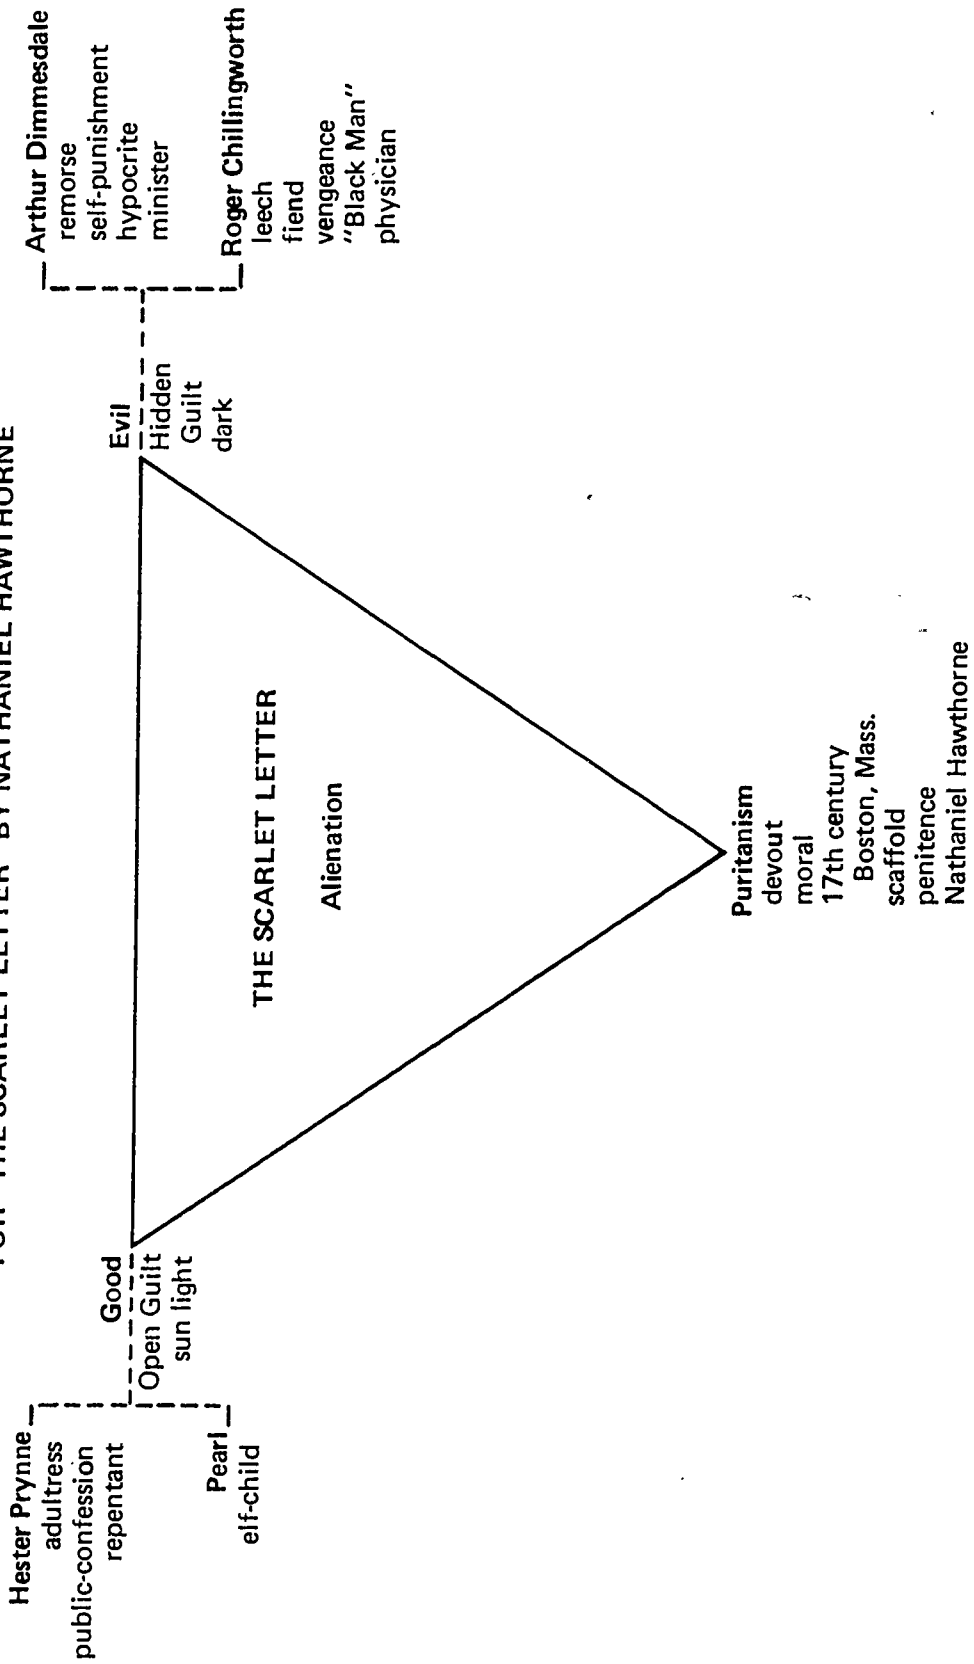 FOR "THE SCARLET LETTER" BY NATHANIEL HAWTHORNE
Hester Prynne
adultress
public-confession
repentant
Pearl
elf-child
Good
Open Guilt
sun light
THE SCARLET LETTER
Alienation
Evil
Hidden
Guilt
dark
Arthur Dimmesdale
remorse
self-punishment
hypocrite
minister
Roger Chillingworth
leech
fiend
vengeance
"Black Man"
physician
Puritanism
devout
moral
17th century
Boston, Mass.
scaffold
penitence
Nathaniel Hawthorne